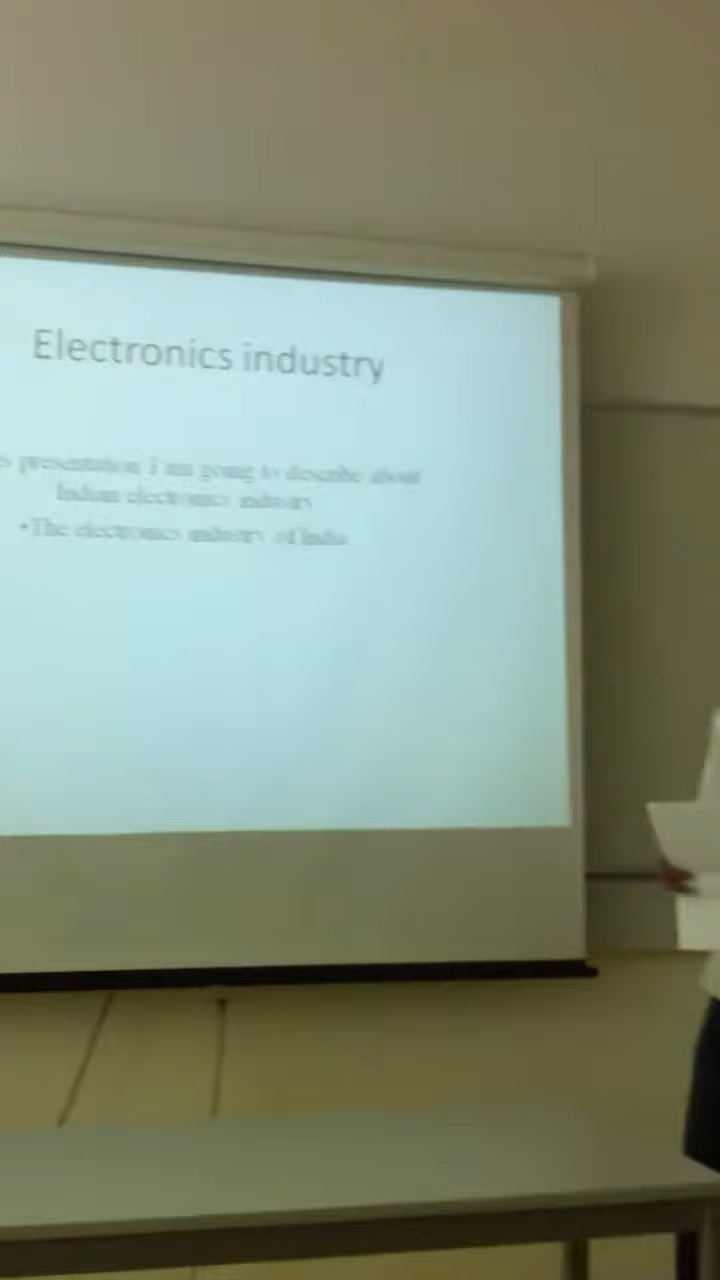 Electronics industry
presentation I am going to describe about
Indian electronics industry
•The electronics industry of India